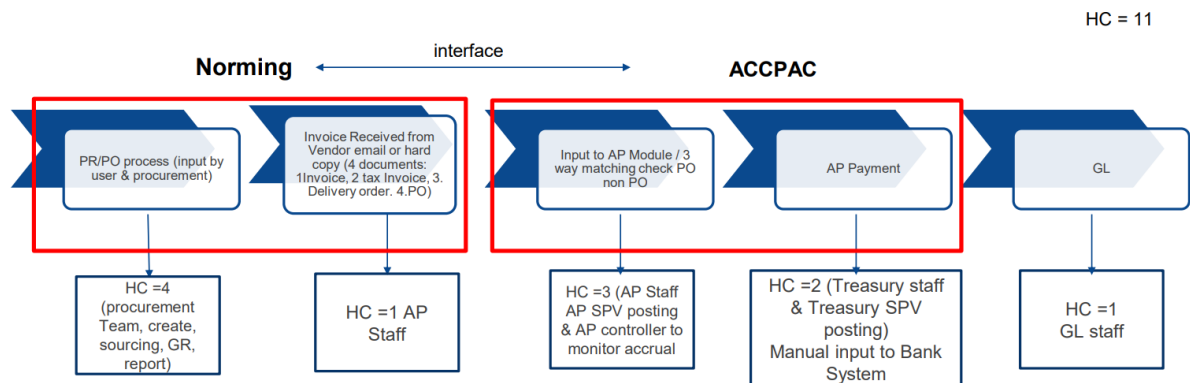 HC = 11
interface
Norming
ACCPAC
PR/PO process (input by
user & procurement)
Invoice Received from
Vendor email or hard
copy (4 documents:
1Invoice, 2 tax Invoice, 3.
Delivery order. 4.PO)
Input to AP Module / 3
way matching check PO
non PO
AP Payment
GL
HC =4
(procurement
Team, create,
sourcing, GR,
report)
HC =1 AP
Staff
HC =3 (AP Staff
AP SPV posting
& AP controller to
monitor accrual
HC =2 (Treasury staff
& Treasury SPV
posting)
Manual input to Bank
System
HC =1
GL staff